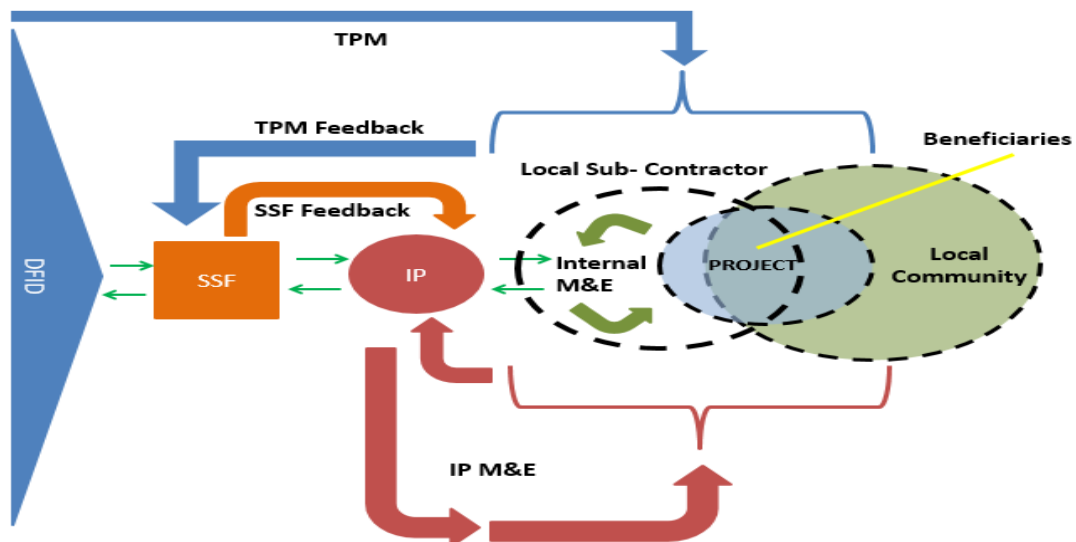 TPM
TPM Feedback
Beneficiaries
Local Sub- Contractor
SSF Feedback
DFID
SSF
IP
Internal
M&E
PROJECT
Local
Community
IP M&E